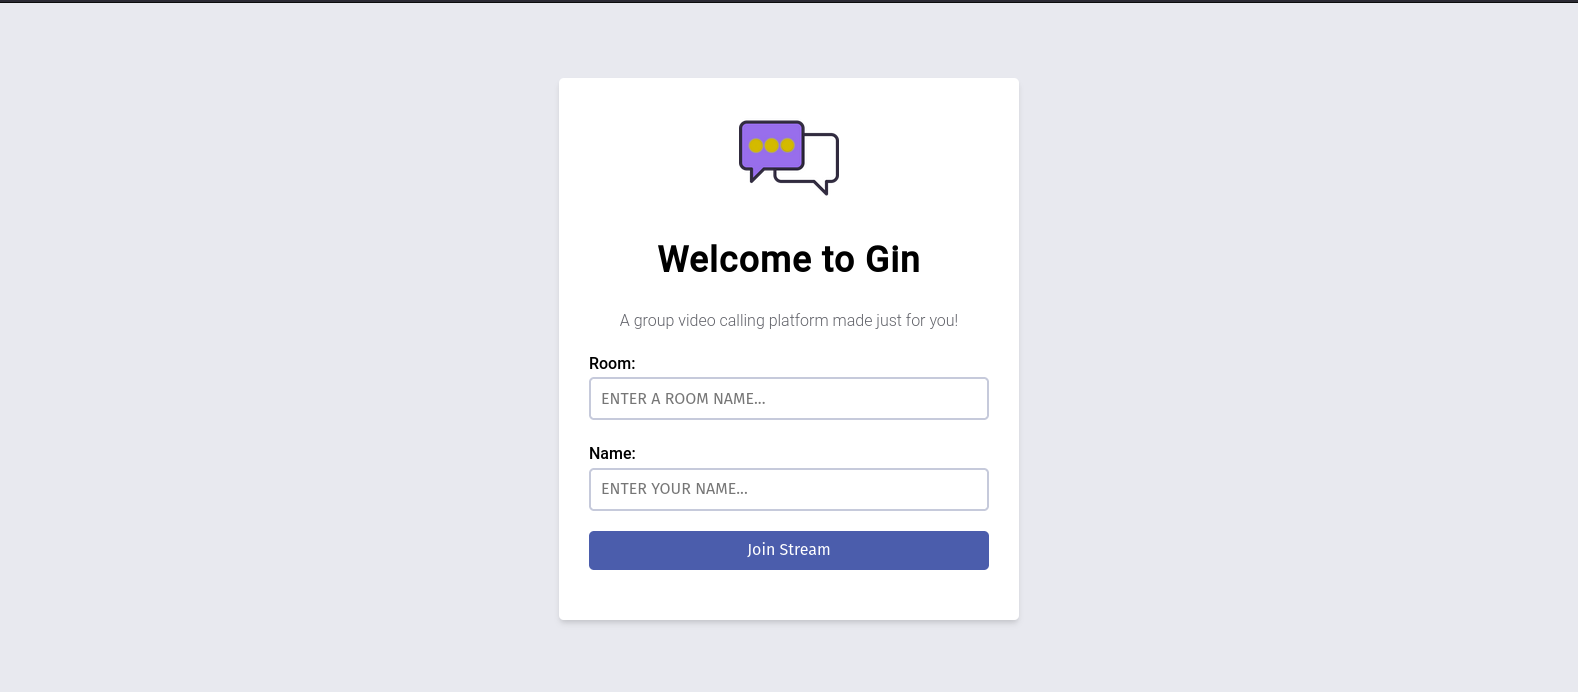 Welcome to Gin
A group video calling platform made just for you!
Room:
ENTER A ROOM NAME...
Name:
ENTER YOUR NAME...
Join Stream